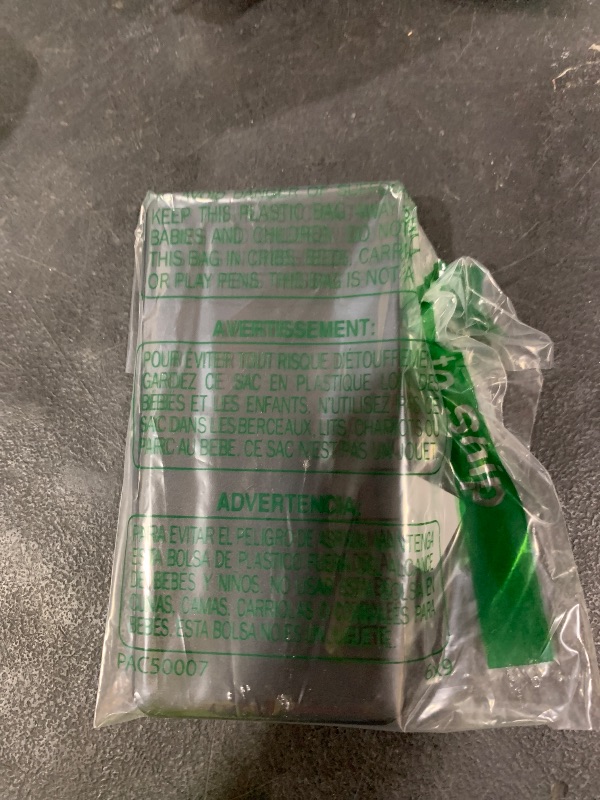 KEEP THIS PLASTIC BAG AWAY
BABIES AND CHILDREN. DO NOT
THIS BAG IN CRIBS, BEDS, CARRI
OR PLAY PENS. THIS BAG IS NOT A
AVERTISSEMENT:
POUR EVITER TOUT RISQUE D'ETOUFFEME
GARDEZ CE SAC EN PLASTIQUE LOIN DE
BEBES ET LES ENFANTS. N'UTILISEZ PAS CE
SAC DANS LES BERCEAUX, LITS, CHARIOTS OU
PARC AU BEBE. CE SAC N'EST PAS UN JOUET
ADVERTENCIA:
PARA EVITAR EL PELIGRO DE ASFIXIA, MANTENGA
ESTA BOLSA DE PLASTICO FUERA DEL ALCANCE
DE BEBES Y NINOS. NO USAR ESTA BOLSA EN
CUNAS, CAMAS, CARRIOLAS O CORRALES PARA
BEBES. ESTA BOLSA NO ES UN JUGUETE.
PAC50007
6X9